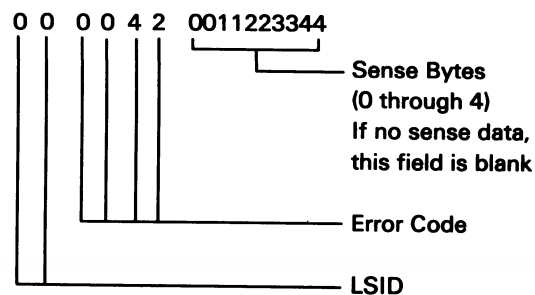 0 0 0 0 4 2 0011223344
Sense Bytes
(0 through 4)
If no sense data,
this field is blank
Error Code
LSID